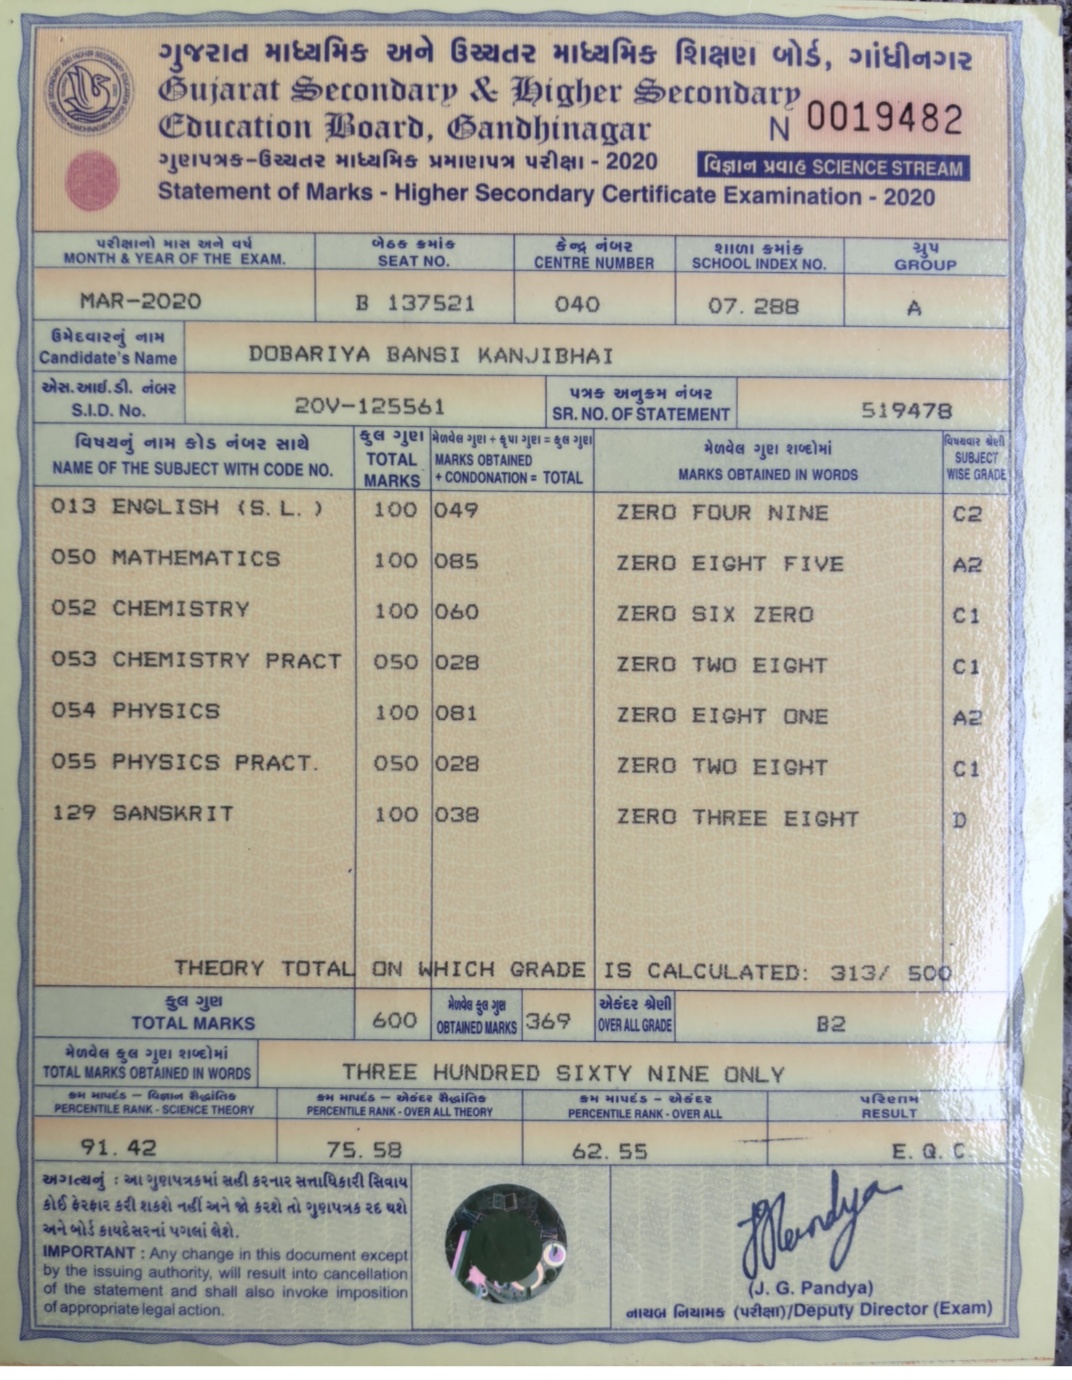 ગુજરાત માધ્યમિક અને ઉચ્ચતર માધ્યમિક શિક્ષણ બોર્ડ, ગાંધીનગર
Gujarat Secondary & Higher Secondary
Education Board, Gandhinagar
N 0019482
ગુણપત્રક-ઉચ્ચતર માધ્યમિક પ્રમાણપત્ર પરીક્ષા - 2020
વિજ્ઞાન પ્રવાહ SCIENCE STREAM
Statement of Marks - Higher Secondary Certificate Examination - 2020
પરીક્ષાનો માસ અને વર્ષ બેઠક ક્રમાંક કેન્દ્ર નંબર શાળા ક્રમાંક ગ્રુપ
MONTH & YEAR OF THE EXAM. SEAT NO. CENTRE NUMBER SCHOOL INDEX NO. GROUP
MAR-2020 B 137521 040 07.288 A
ઉમેદવારનું નામ
Candidate's Name DOBARIYA BANSI KANJIBHAI
એસ.આઈ.ડી. નંબર પત્રક અનુક્રમ નંબર
S.I.D. No. 20V-125561 SR. NO. OF STATEMENT 519478
વિષયનું નામ કોડ નંબર સાથે કુલ ગુણ મેળવેલ ગુણ + કૃપા ગુણ = કુલ ગુણ મેળવેલ ગુણ શબ્દોમાં વિષયવાર શ્રેણી
NAME OF THE SUBJECT WITH CODE NO. TOTAL MARKS MARKS OBTAINED + CONDONATION = TOTAL MARKS OBTAINED IN WORDS SUBJECT WISE GRADE
013 ENGLISH (S.L.) 100 049 ZERO FOUR NINE C2
050 MATHEMATICS 100 085 ZERO EIGHT FIVE A2
052 CHEMISTRY 100 060 ZERO SIX ZERO C1
053 CHEMISTRY PRACT 050 028 ZERO TWO EIGHT C1
054 PHYSICS 100 081 ZERO EIGHT ONE A2
055 PHYSICS PRACT. 050 028 ZERO TWO EIGHT C1
129 SANSKRIT 100 038 ZERO THREE EIGHT D
THEORY TOTAL ON WHICH GRADE IS CALCULATED: 313/ 500
કુલ ગુણ મેળવેલ કુલ ગુણ એકંદર શ્રેણી
TOTAL MARKS 600 OBTAINED MARKS 369 OVER ALL GRADE B2
મેળવેલ કુલ ગુણ શબ્દોમાં
TOTAL MARKS OBTAINED IN WORDS THREE HUNDRED SIXTY NINE ONLY
ક્રમ માપદંડ - વિજ્ઞાન સૈદ્ધાંતિક ક્રમ માપદંડ - એકંદર સૈદ્ધાંતિક ક્રમ માપદંડ - એકંદર પરિણામ
PERCENTILE RANK - SCIENCE THEORY PERCENTILE RANK - OVER ALL THEORY PERCENTILE RANK - OVER ALL RESULT
91.42 75.58 62.55 E.Q.C.
અગત્યનું : આ ગુણપત્રકમાં સહી કરનાર સત્તાધિકારી સિવાય
કોઈ ફેરફાર કરી શકશે નહીં અને જો કરશે તો ગુણપત્રક રદ થશે
અને બોર્ડ કાયદેસરનાં પગલાં લેશે.
IMPORTANT : Any change in this document except
by the issuing authority, will result into cancellation
of the statement and shall also invoke imposition
of appropriate legal action.
(J. G. Pandya)
નાયબ નિયામક (પરીક્ષા)/Deputy Director (Exam)